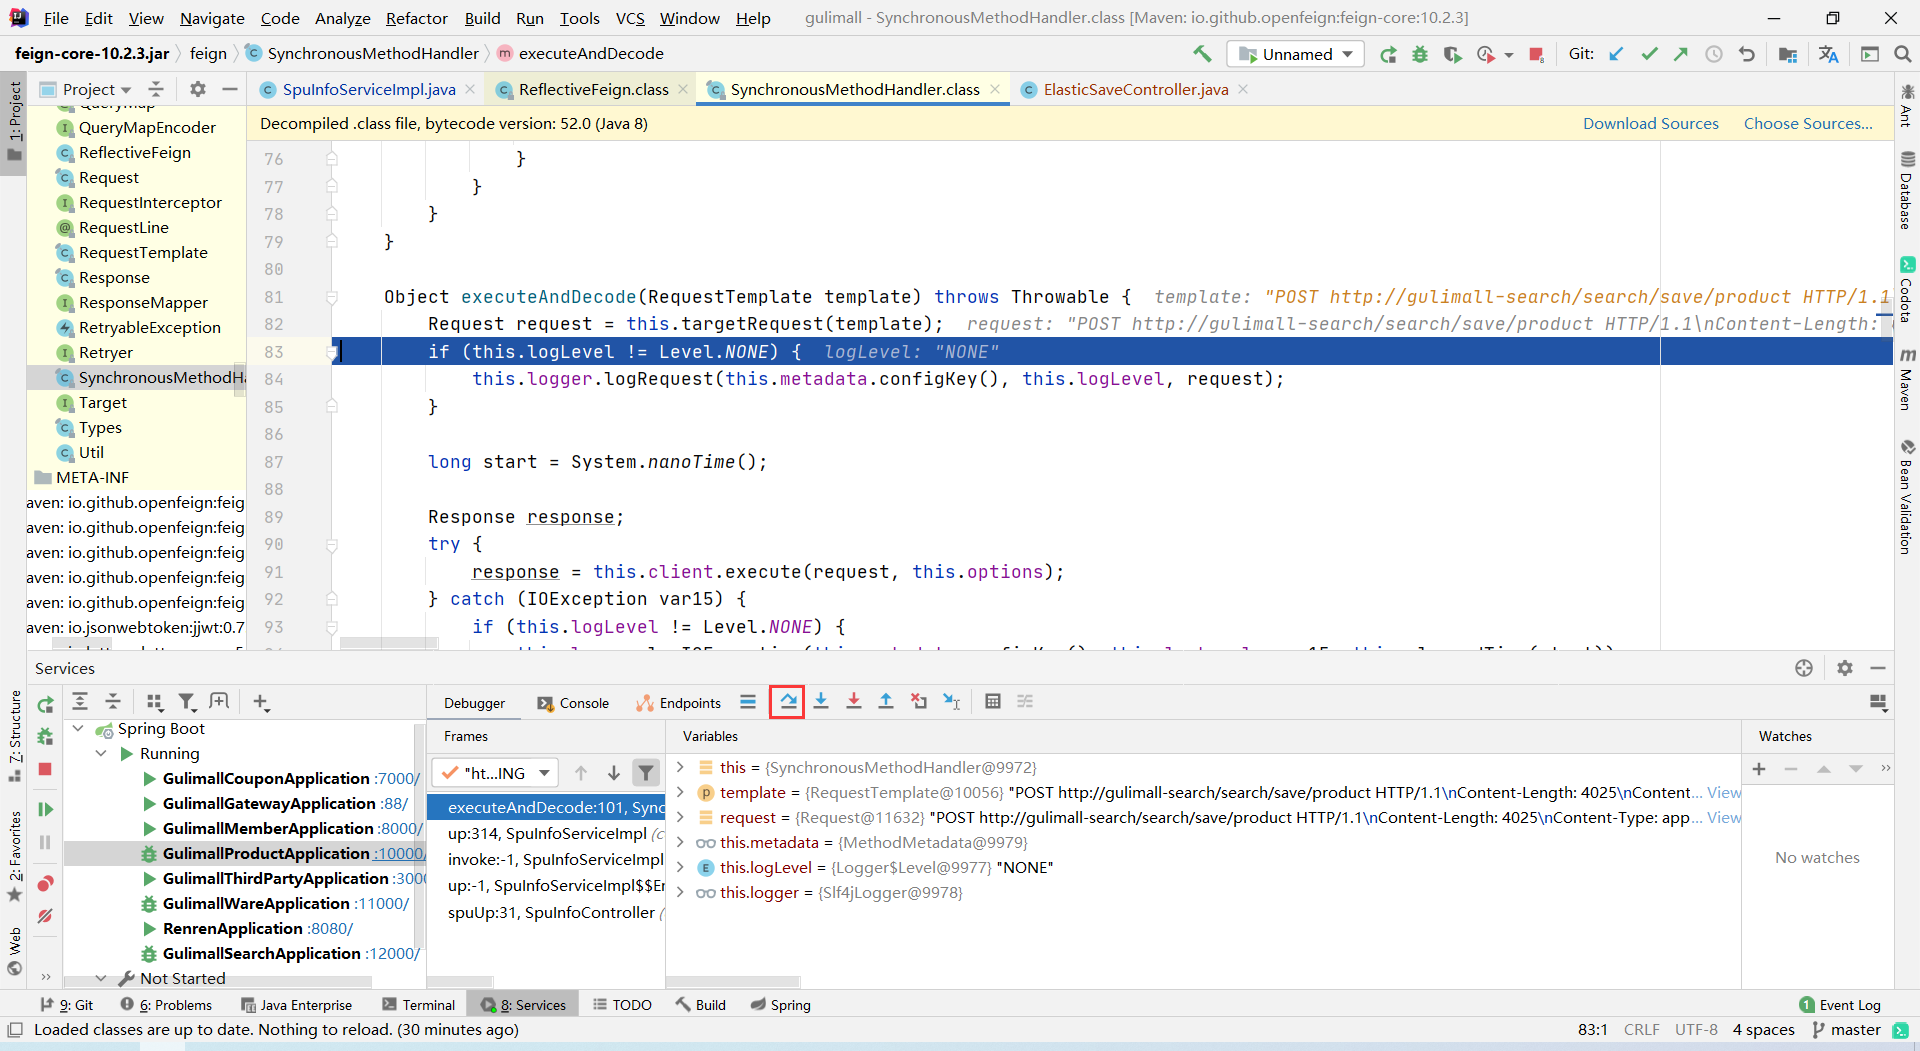 File Edit View Navigate Code Analyze Refactor Build Run Tools VCS Window Help gulimall - SynchronousMethodHandler.class [Maven: io.github.openfeign:feign-core:10.2.3]
feign-core-10.2.3.jar feign SynchronousMethodHandler executeAndDecode Unnamed Git:
1: Project
Project
SpuInfoServiceImpl.java ReflectiveFeign.class SynchronousMethodHandler.class ElasticSaveController.java
Decompiled .class file, bytecode version: 52.0 (Java 8) Download Sources Choose Sources...
QueryMap
QueryMapEncoder
ReflectiveFeign
Request
RequestInterceptor
RequestLine
RequestTemplate
Response
ResponseMapper
RetryableException
Retryer
SynchronousMethodHa
Target
Types
Util
META-INF
aven: io.github.openfeign:feig
aven: io.github.openfeign:feig
aven: io.github.openfeign:feig
aven: io.github.openfeign:feig
aven: io.github.openfeign:feig
aven: io.jsonwebtoken:jjwt:0.7
76 }
77 }
78 }
79 }
80
81 Object executeAndDecode(RequestTemplate template) throws Throwable { template: "POST http://gulimall-search/search/save/product HTTP/1.1
82 Request request = this.targetRequest(template); request: "POST http://gulimall-search/search/save/product HTTP/1.1\nContent-Length:
83 if (this.logLevel != Level.NONE) { logLevel: "NONE"
84 this.logger.logRequest(this.metadata.configKey(), this.logLevel, request);
85 }
86
87 long start = System.nanoTime();
88
89 Response response;
90 try {
91 response = this.client.execute(request, this.options);
92 } catch (IOException var15) {
93 if (this.logLevel != Level.NONE) {
Ant
Database
Codota
Maven
Bean Validation
Services
7: Structure
2: Favorites
Web
Spring Boot
Running
GulimallCouponApplication :7000/
GulimallGatewayApplication :88/
GulimallMemberApplication :8000/
GulimallProductApplication :10000/
GulimallThirdPartyApplication :3000
GulimallWareApplication :11000/
RenrenApplication :8080/
GulimallSearchApplication :12000/
Not Started
Debugger Console Endpoints
Frames
"ht...ING
executeAndDecode:101, Sync
up:314, SpuInfoServiceImpl (c
invoke:-1, SpuInfoServiceImpl
up:-1, SpuInfoServiceImpl$$En
spuUp:31, SpuInfoController (
Variables
this = {SynchronousMethodHandler@9972}
template = {RequestTemplate@10056} "POST http://gulimall-search/search/save/product HTTP/1.1\nContent-Length: 4025\nContent... View
request = {Request@11632} "POST http://gulimall-search/search/save/product HTTP/1.1\nContent-Length: 4025\nContent-Type: app... View
this.metadata = {MethodMetadata@9979}
this.logLevel = {Logger$Level@9977} "NONE"
this.logger = {Slf4jLogger@9978}
Watches
No watches
9: Git 6: Problems Java Enterprise Terminal 8: Services TODO Build Spring 1 Event Log
Loaded classes are up to date. Nothing to reload. (30 minutes ago) 83:1 CRLF UTF-8 4 spaces master